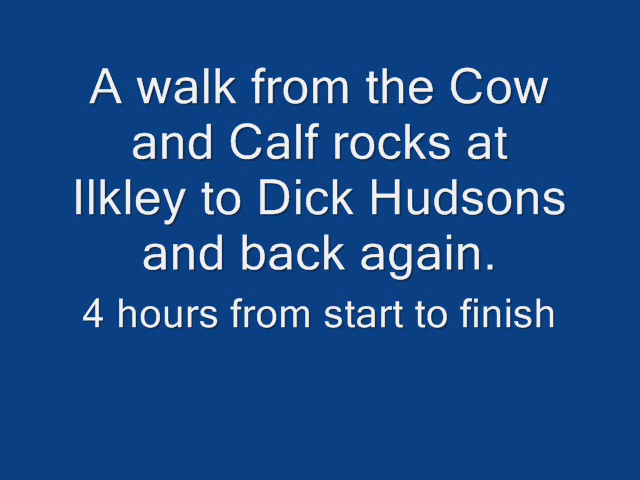 A walk from the Cow
and Calf rocks at
Ilkley to Dick Hudsons
and back again.
4 hours from start to finish